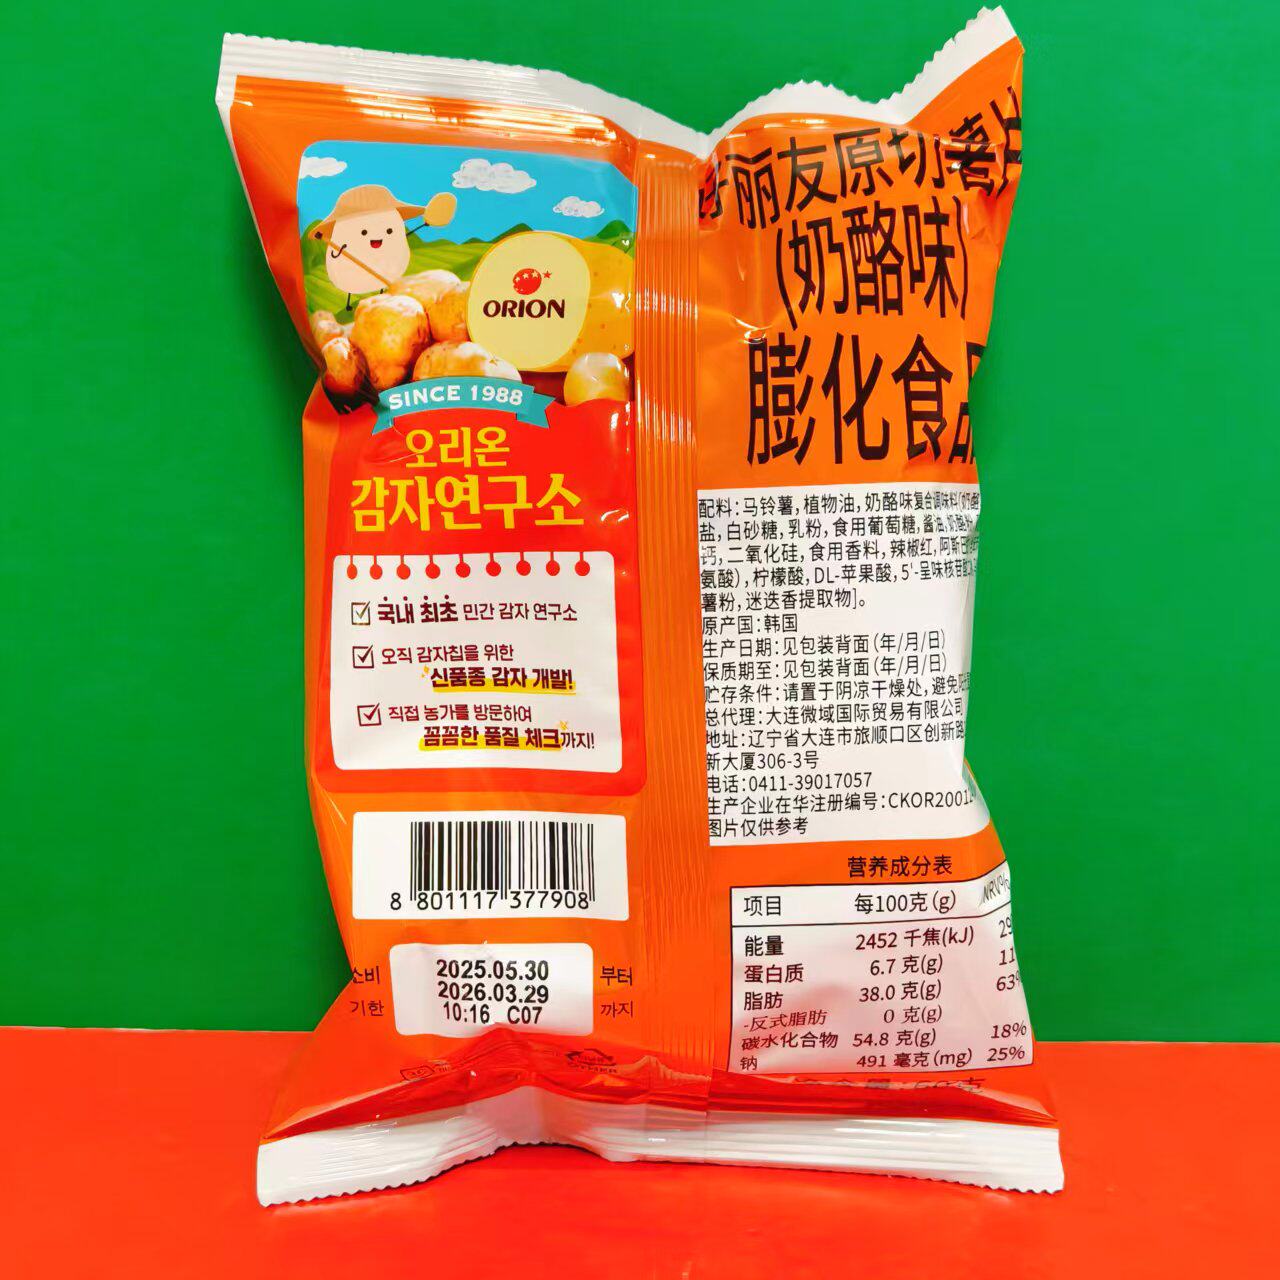 ORION
SINCE 1988
오리온
감자연구소
국내 최초 민간 감자 연구소
오직 감자칩을 위한
신품종 감자 개발!
직접 농가를 방문하여
꼼꼼한 품질 체크까지!
8 801117 377908
소비 2025.05.30 부터
기한 2026.03.29 까지
10:16 C07
好丽友原切薯片
(奶酪味)
膨化食品
配料:马铃薯,植物油,奶酪味复合调味料
盐,白砂糖,乳粉,食用葡萄糖,酱油,
钙,二氧化硅,食用香料,辣椒红,阿斯巴甜
氨酸),柠檬酸,DL-苹果酸,5'-呈味核苷酸
薯粉,迷迭香提取物]。
原产国:韩国
生产日期:见包装背面(年/月/日)
保质期至:见包装背面(年/月/日)
贮存条件:请置于阴凉干燥处,避免
总代理:大连微域国际贸易有限公司
地址:辽宁省大连市旅顺口区创新路
新大厦306-3号
电话:0411-39017057
生产企业在华注册编号:CKOR2001
图片仅供参考
营养成分表
项目 每100克(g) NRV%
能量 2452 千焦(kJ) 29
蛋白质 6.7 克(g) 11
脂肪 38.0 克(g) 63%
-反式脂肪 0 克(g)
碳水化合物 54.8 克(g) 18%
钠 491 毫克(mg) 25%